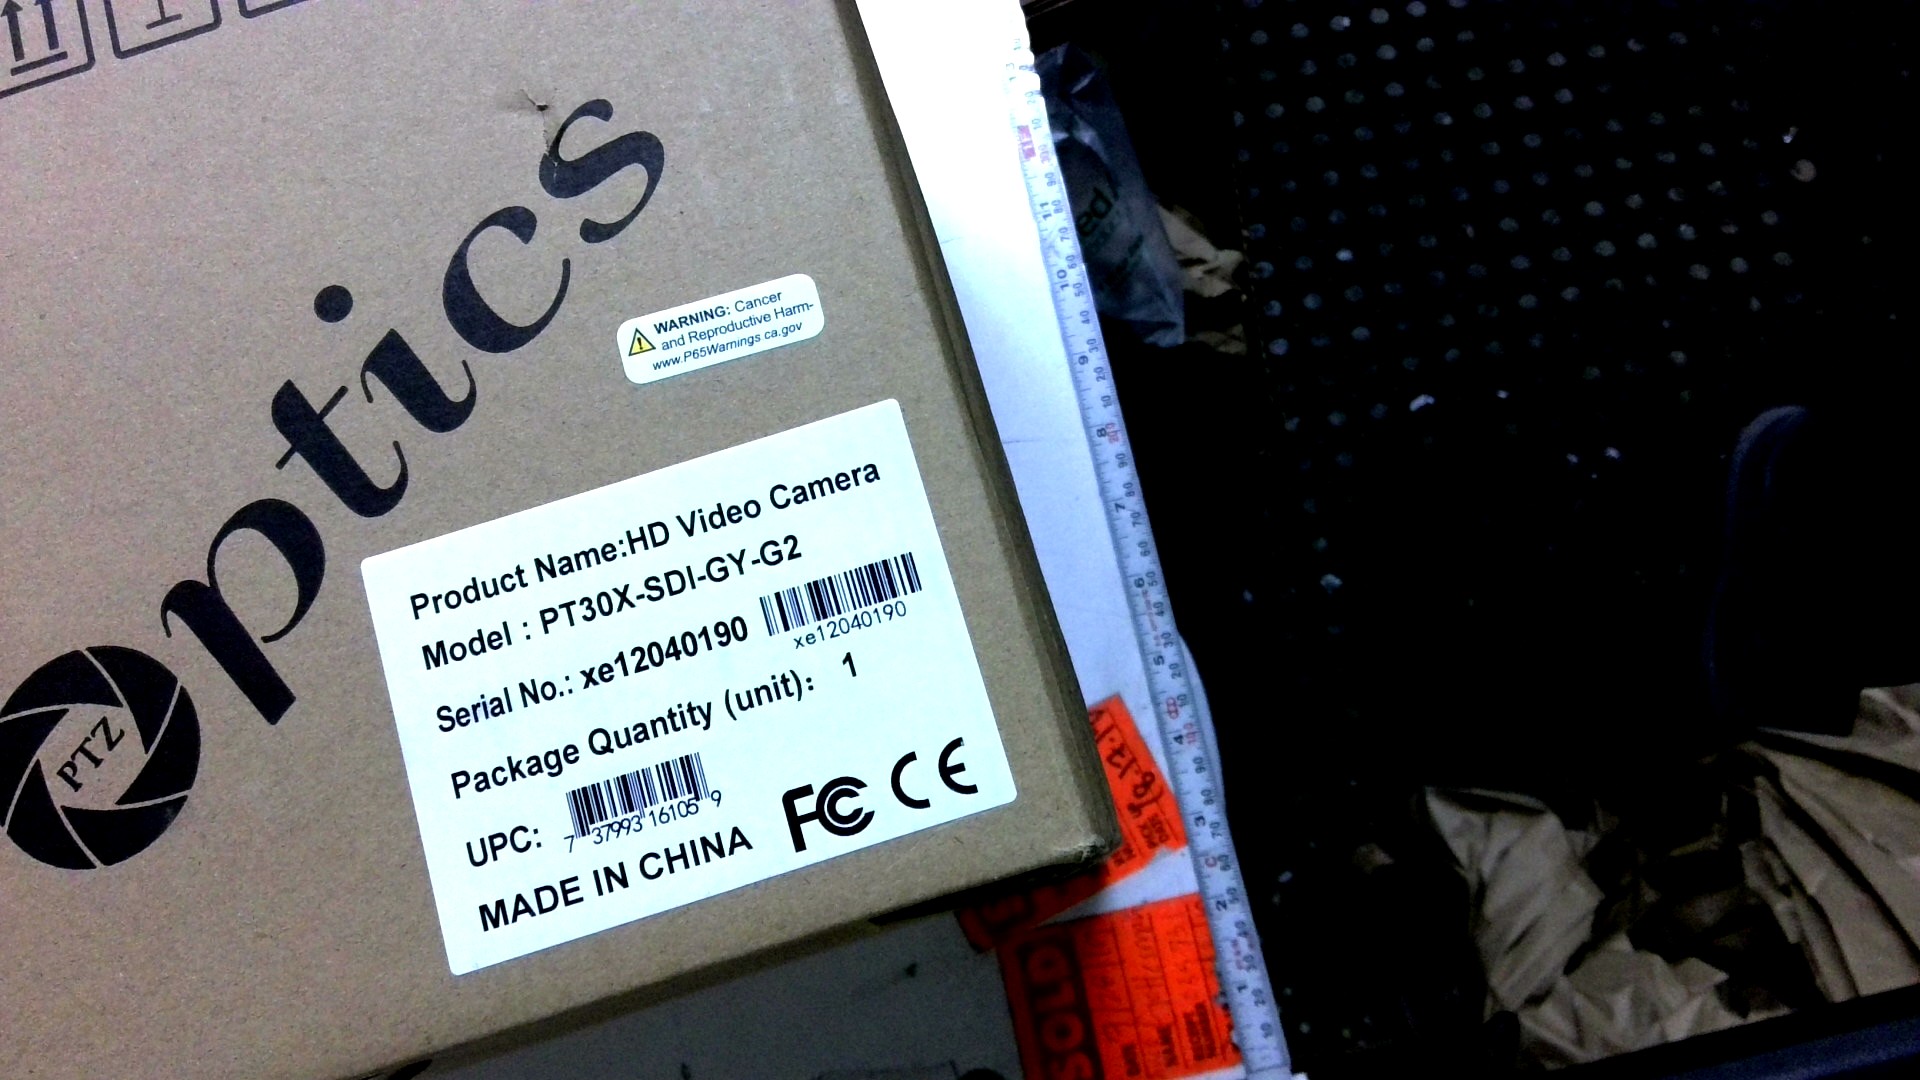 Optics
PTZ
WARNING: Cancer
and Reproductive Harm-
www.P65Warnings.ca.gov
Product Name:HD Video Camera
Model : PT30X-SDI-GY-G2
Serial No.: xe12040190
xe12040190
Package Quantity (unit): 1
UPC:
7 37993 16105 9
FC CE
MADE IN CHINA
SOLD